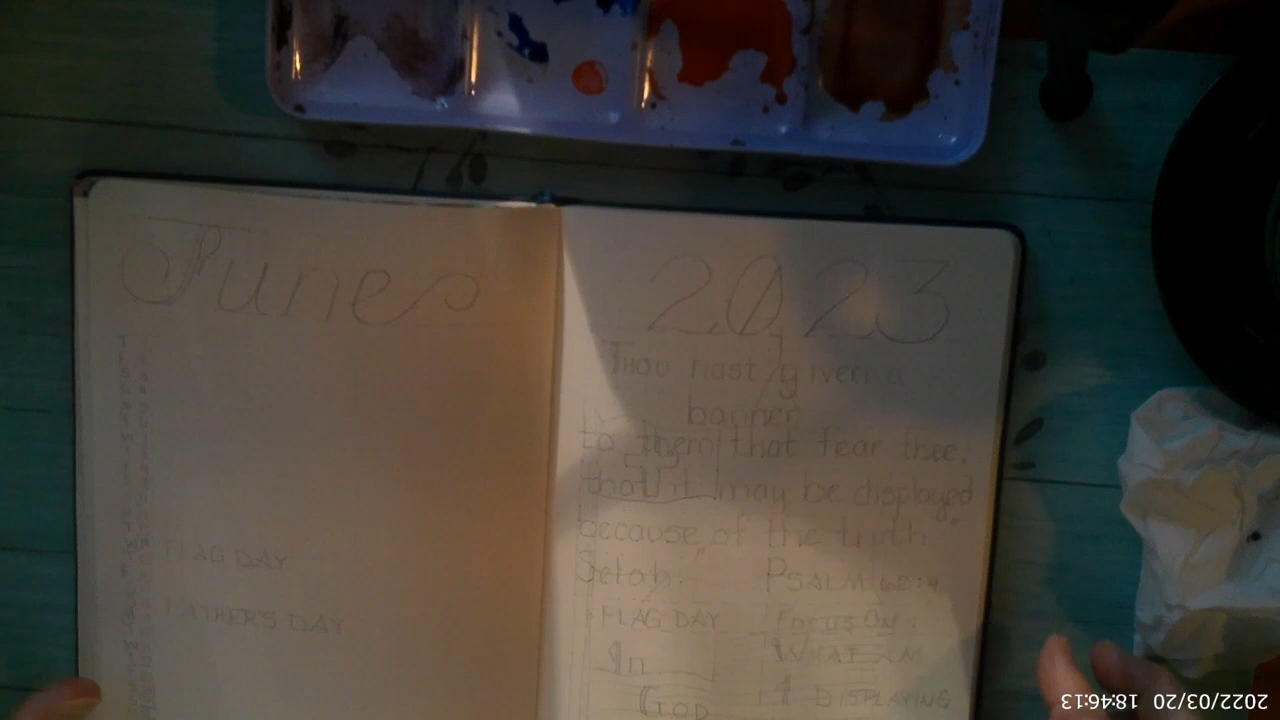 June
FLAG DAY
FATHER'S DAY
2023
Thou hast given a
banner
to them that fear thee,
that it may be displayed
because of the truth.
Selah."
PSALM
FLAG DAY
FOCUS ON:
In
WHAT AM
God
I DISPLAYING
2022/03/20 18:46:13